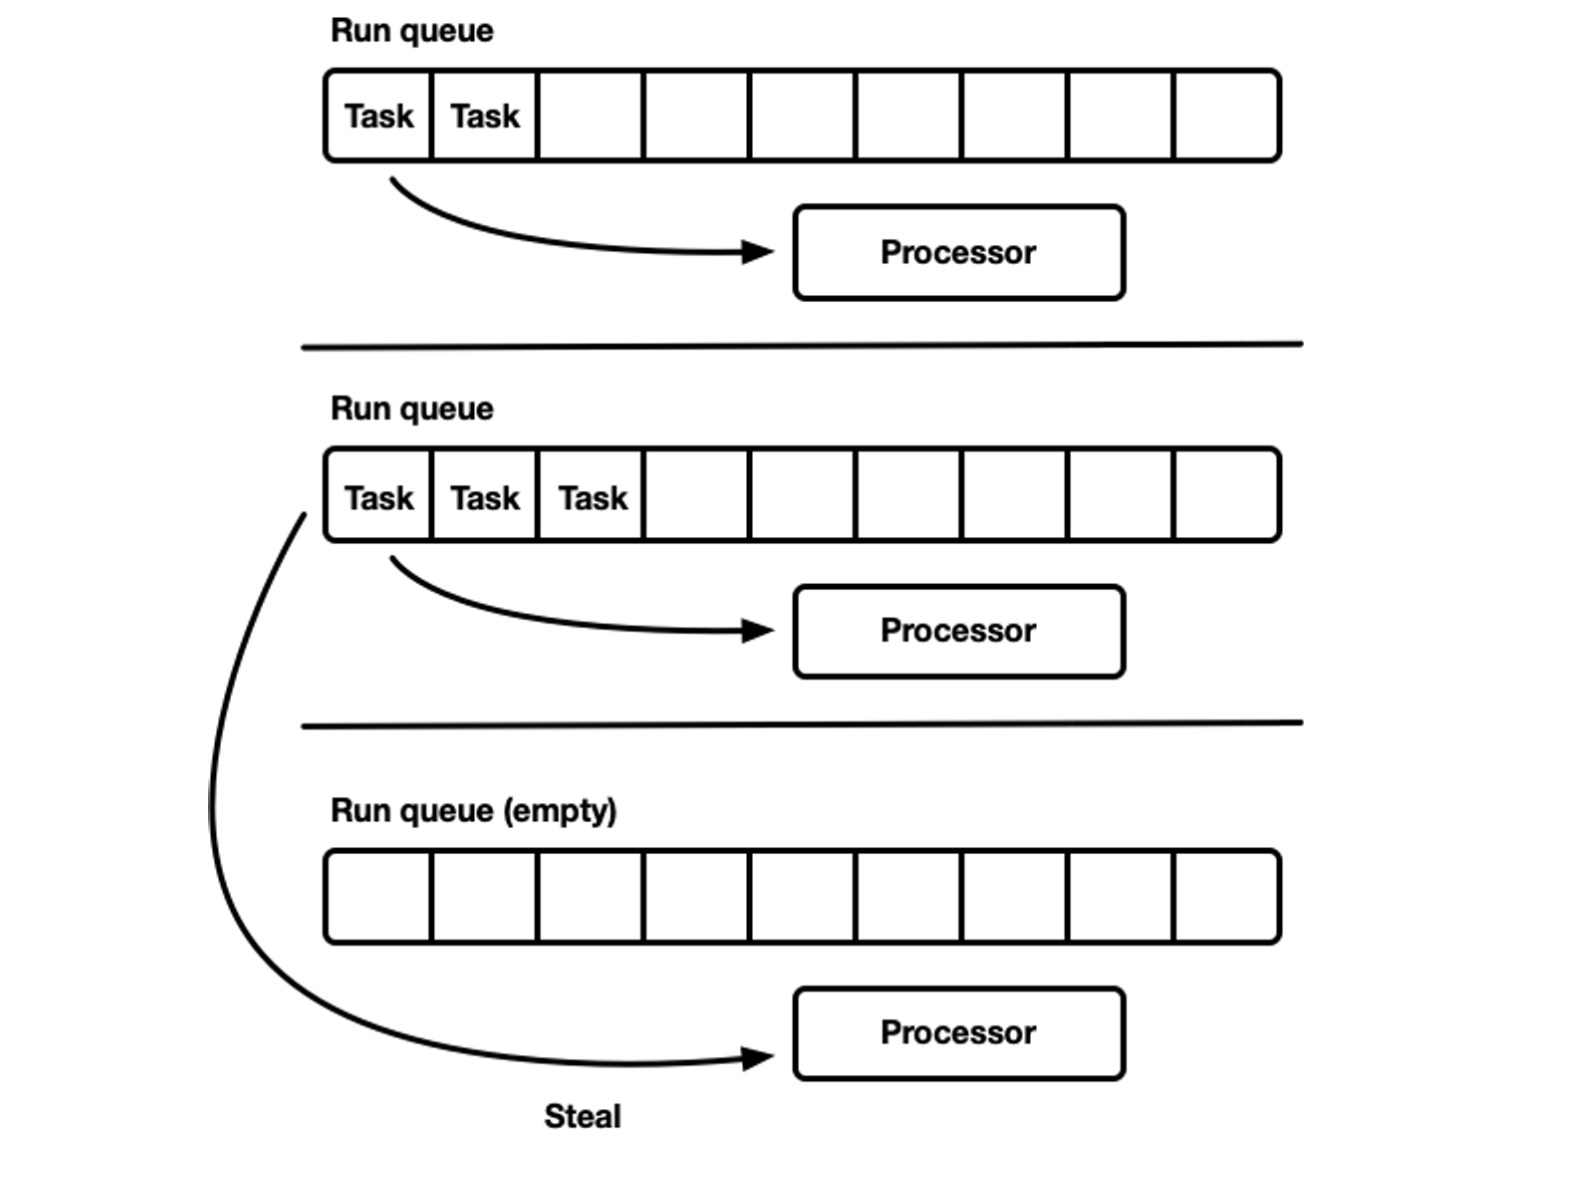 Run queue
Task Task
Processor
Run queue
Task Task Task
Processor
Run queue (empty)
Processor
Steal